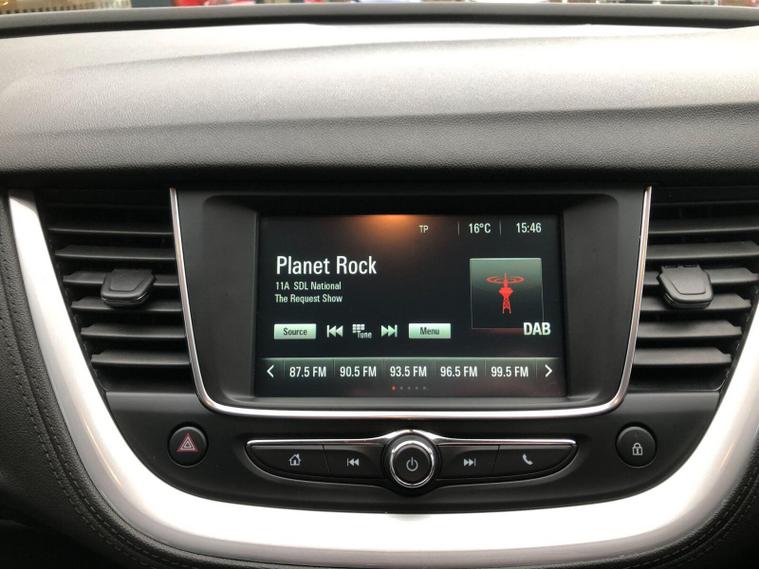 TP 16°C 15:46
Planet Rock
11A SDL National
The Request Show
Source Tune Menu
DAB
87.5 FM 90.5 FM 93.5 FM 96.5 FM 99.5 FM